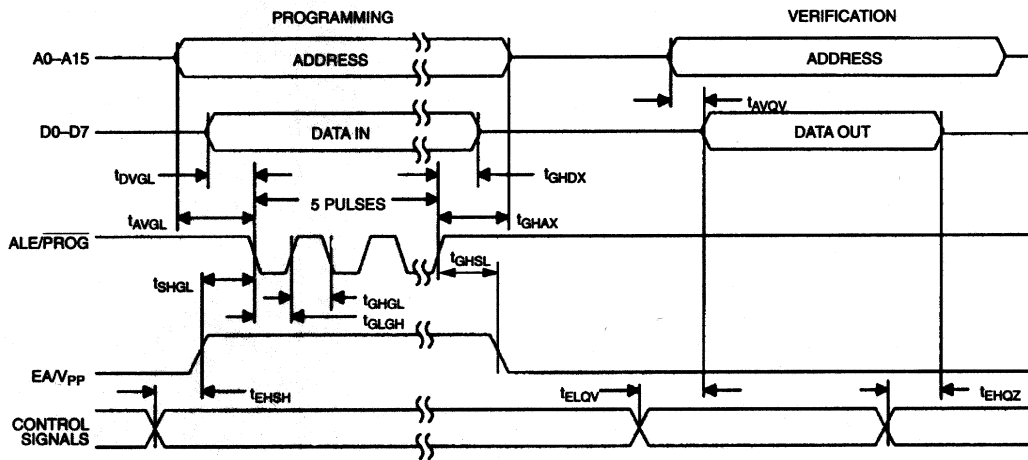 PROGRAMMING
VERIFICATION
A0–A15
ADDRESS
ADDRESS
tAVQV
D0–D7
DATA IN
DATA OUT
tDVGL
tGHDX
5 PULSES
tAVGL
tGHAX
ALE/PROG
tGHSL
tSHGL
tGHGL
tGLGH
EA/VPP
tEHSH
tELQV
tEHQZ
CONTROL
SIGNALS